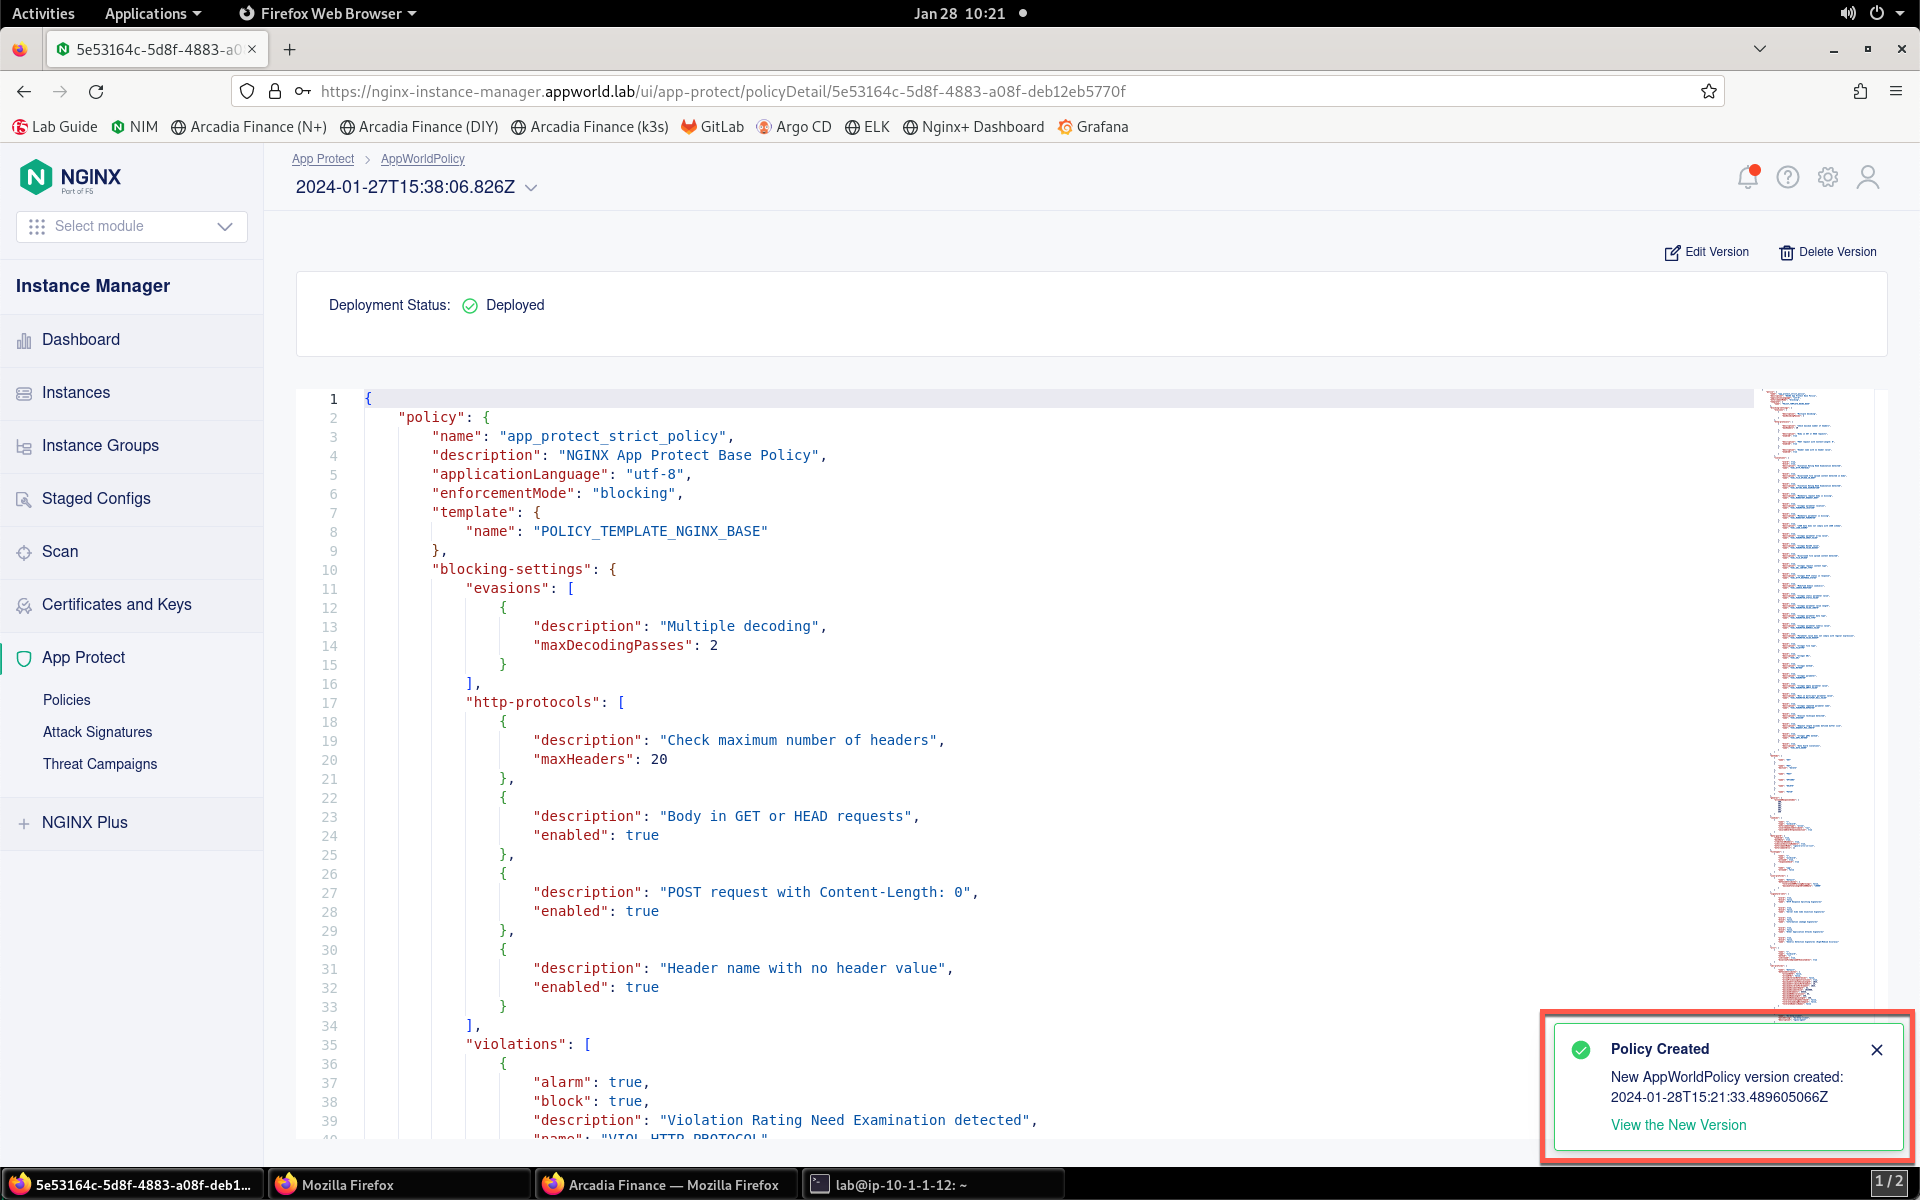 Activities
Applications
Firefox Web Browser
Jan 28 10:21
5e53164c-5d8f-4883-a0
https://nginx-instance-manager.appworld.lab/ui/app-protect/policyDetail/5e53164c-5d8f-4883-a08f-deb12eb5770f
Lab Guide
NIM
Arcadia Finance (N+)
Arcadia Finance (DIY)
Arcadia Finance (k3s)
GitLab
Argo CD
ELK
Nginx+ Dashboard
Grafana
NGINX
Part of F5
Select module
Instance Manager
Dashboard
Instances
Instance Groups
Staged Configs
Scan
Certificates and Keys
App Protect
Policies
Attack Signatures
Threat Campaigns
NGINX Plus
App Protect > AppWorldPolicy
2024-01-27T15:38:06.826Z
Edit Version
Delete Version
Deployment Status: Deployed
1 {
2 "policy": {
3 "name": "app_protect_strict_policy",
4 "description": "NGINX App Protect Base Policy",
5 "applicationLanguage": "utf-8",
6 "enforcementMode": "blocking",
7 "template": {
8 "name": "POLICY_TEMPLATE_NGINX_BASE"
9 },
10 "blocking-settings": {
11 "evasions": [
12 {
13 "description": "Multiple decoding",
14 "maxDecodingPasses": 2
15 }
16 ],
17 "http-protocols": [
18 {
19 "description": "Check maximum number of headers",
20 "maxHeaders": 20
21 },
22 {
23 "description": "Body in GET or HEAD requests",
24 "enabled": true
25 },
26 {
27 "description": "POST request with Content-Length: 0",
28 "enabled": true
29 },
30 {
31 "description": "Header name with no header value",
32 "enabled": true
33 }
34 ],
35 "violations": [
36 {
37 "alarm": true,
38 "block": true,
39 "description": "Violation Rating Need Examination detected",
40 "name": "VIOL_HTTP_PROTOCOL"
Policy Created
New AppWorldPolicy version created:
2024-01-28T15:21:33.489605066Z
View the New Version
5e53164c-5d8f-4883-a08f-deb1...
Mozilla Firefox
Arcadia Finance — Mozilla Firefox
lab@ip-10-1-1-12: ~
1 / 2